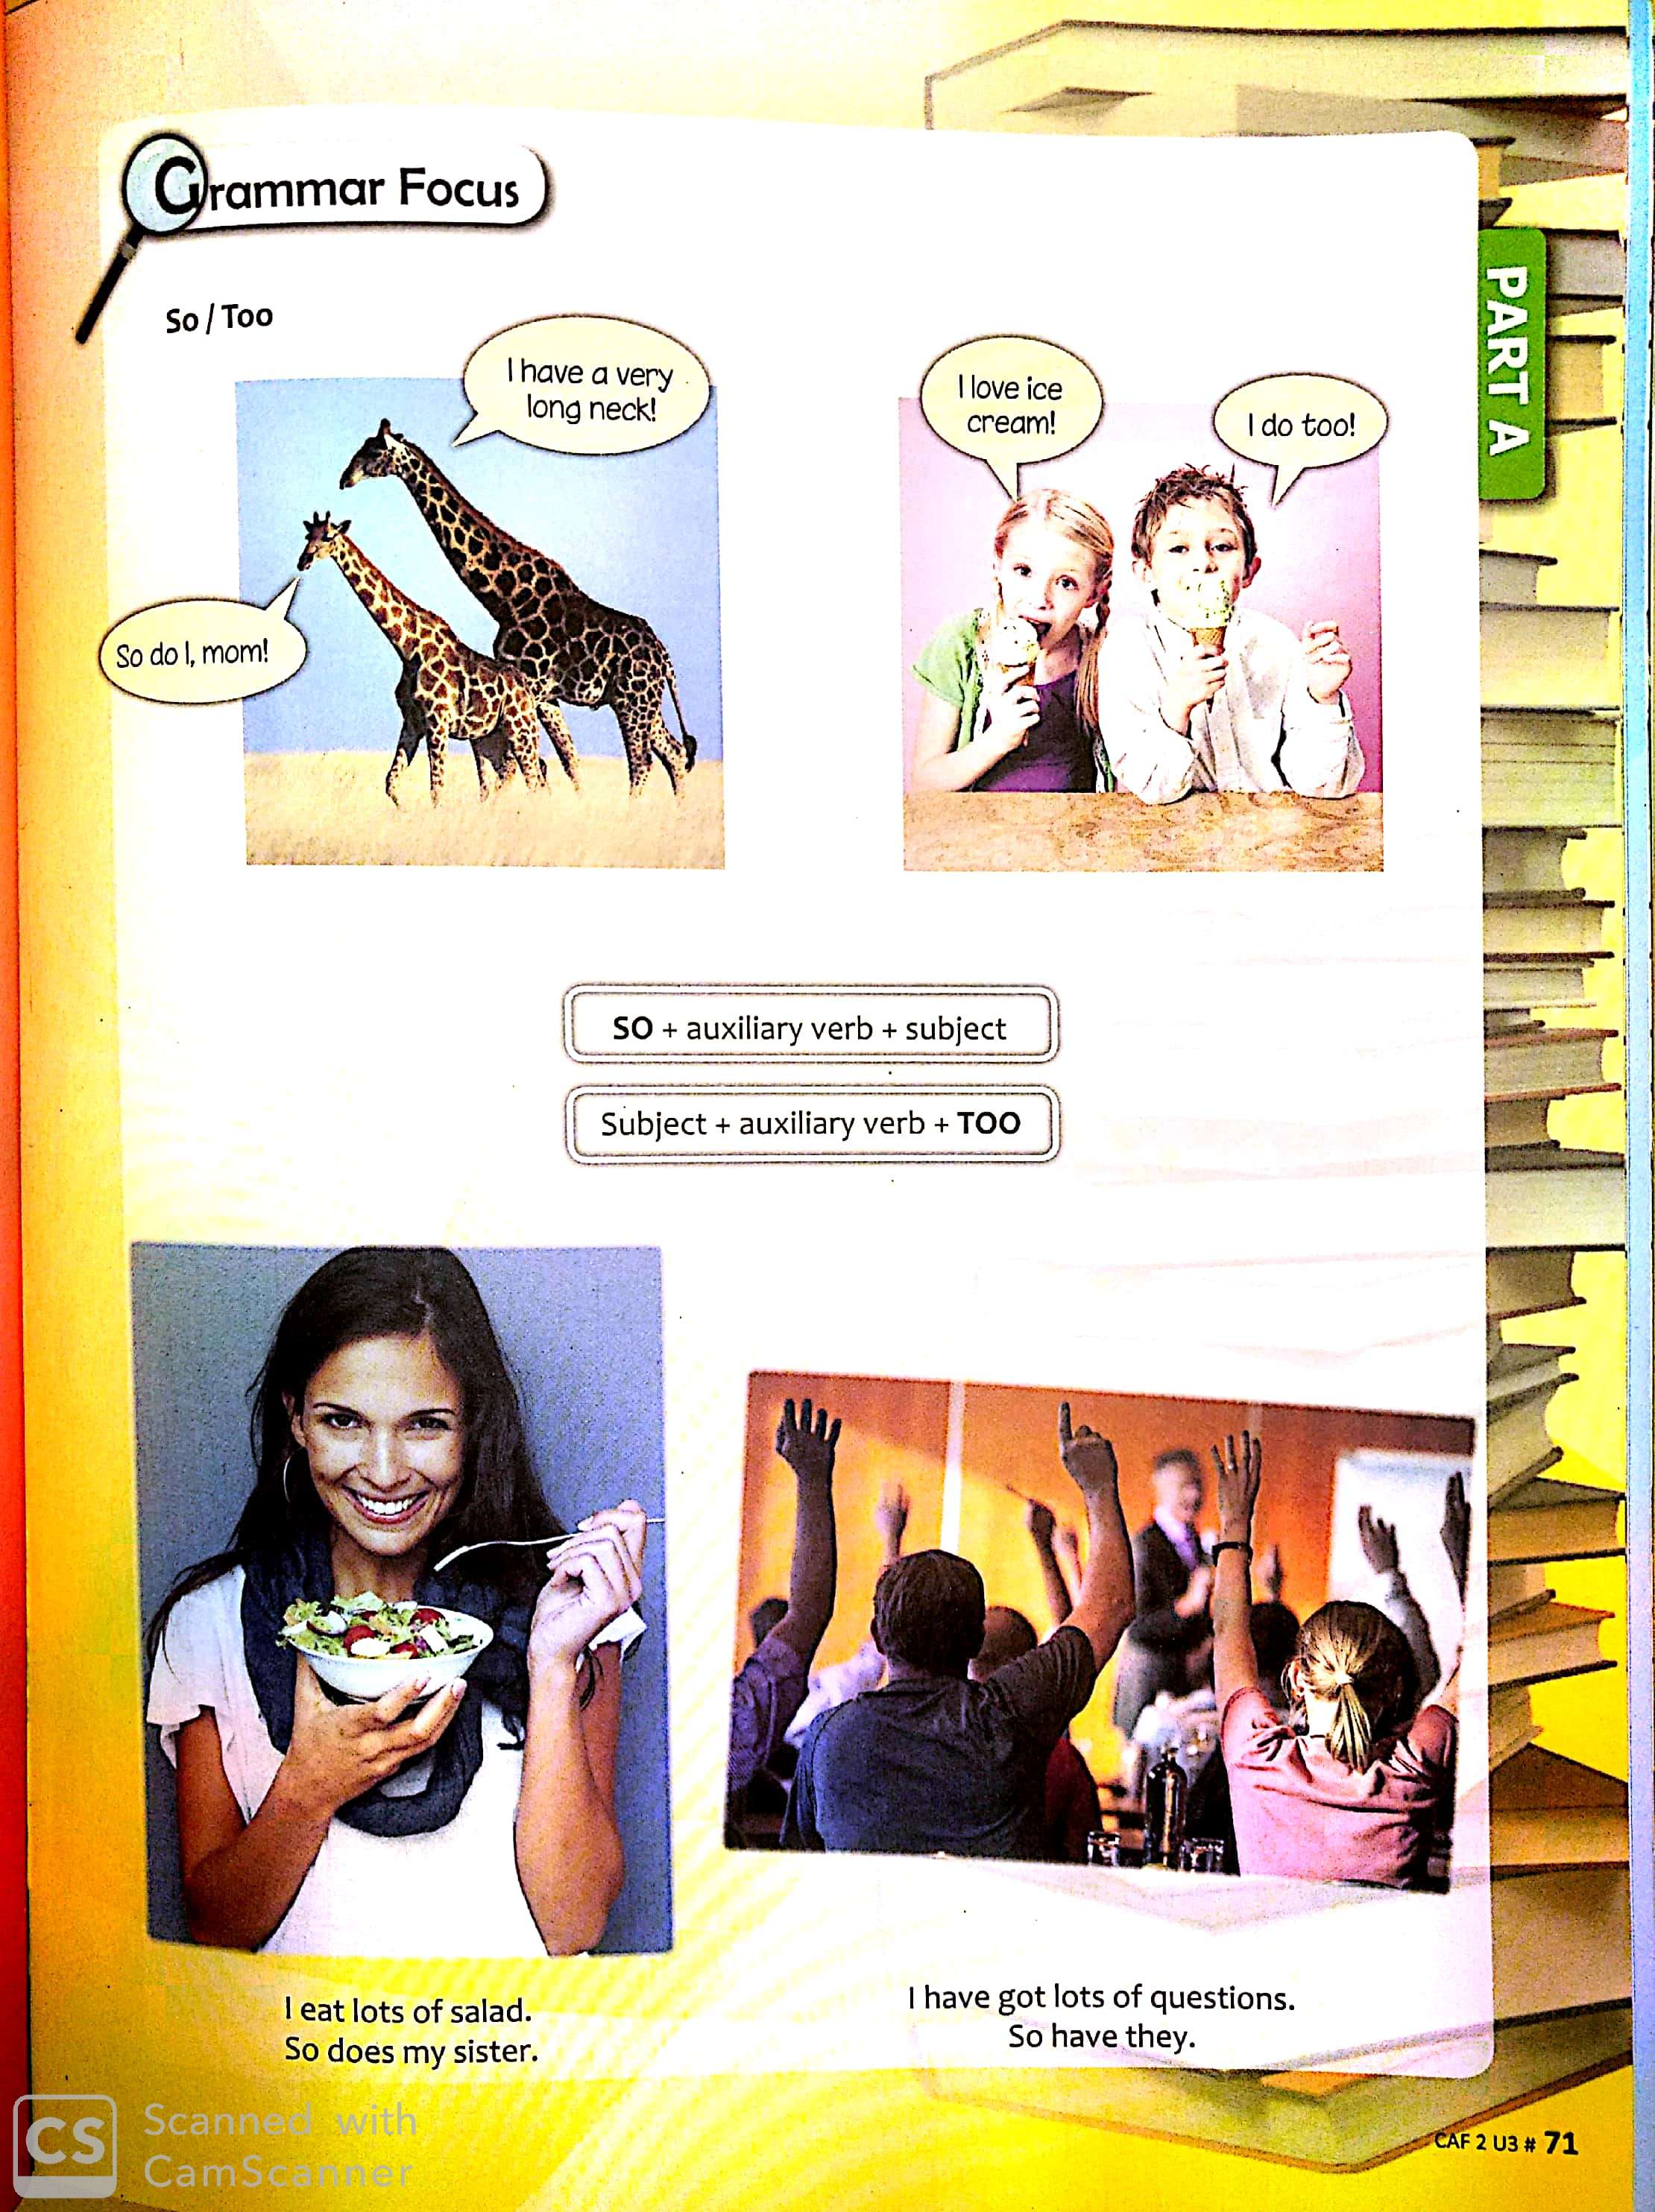 Grammar Focus
So / Too
I have a very
long neck!
So do I, mom!
I love ice
cream!
I do too!
PART A
SO + auxiliary verb + subject
Subject + auxiliary verb + TOO
I eat lots of salad.
So does my sister.
I have got lots of questions.
So have they.
CAF 2 U3 # 71
CS
Scanned with
CamScanner